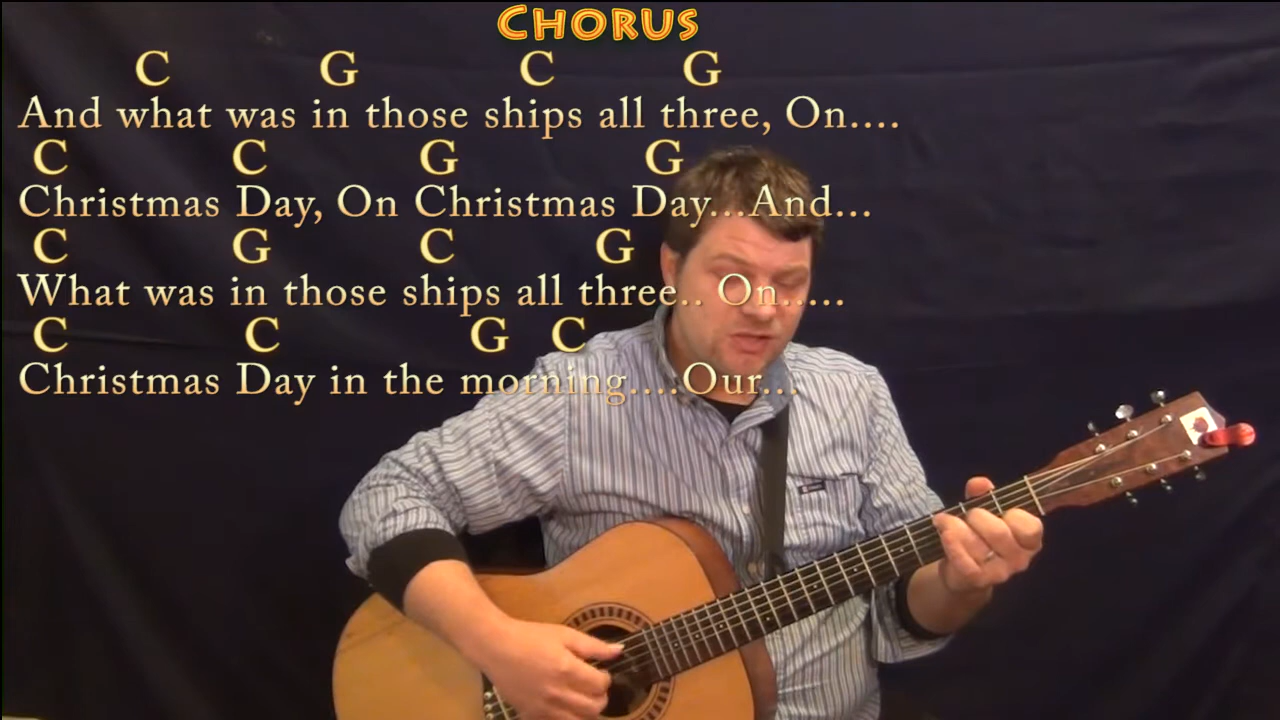 CHORUS
C G C G
And what was in those ships all three, On....
C C G G
Christmas Day, On Christmas Day...And...
C G C G
What was in those ships all three.. On.....
C C G C
Christmas Day in the morning....Our...